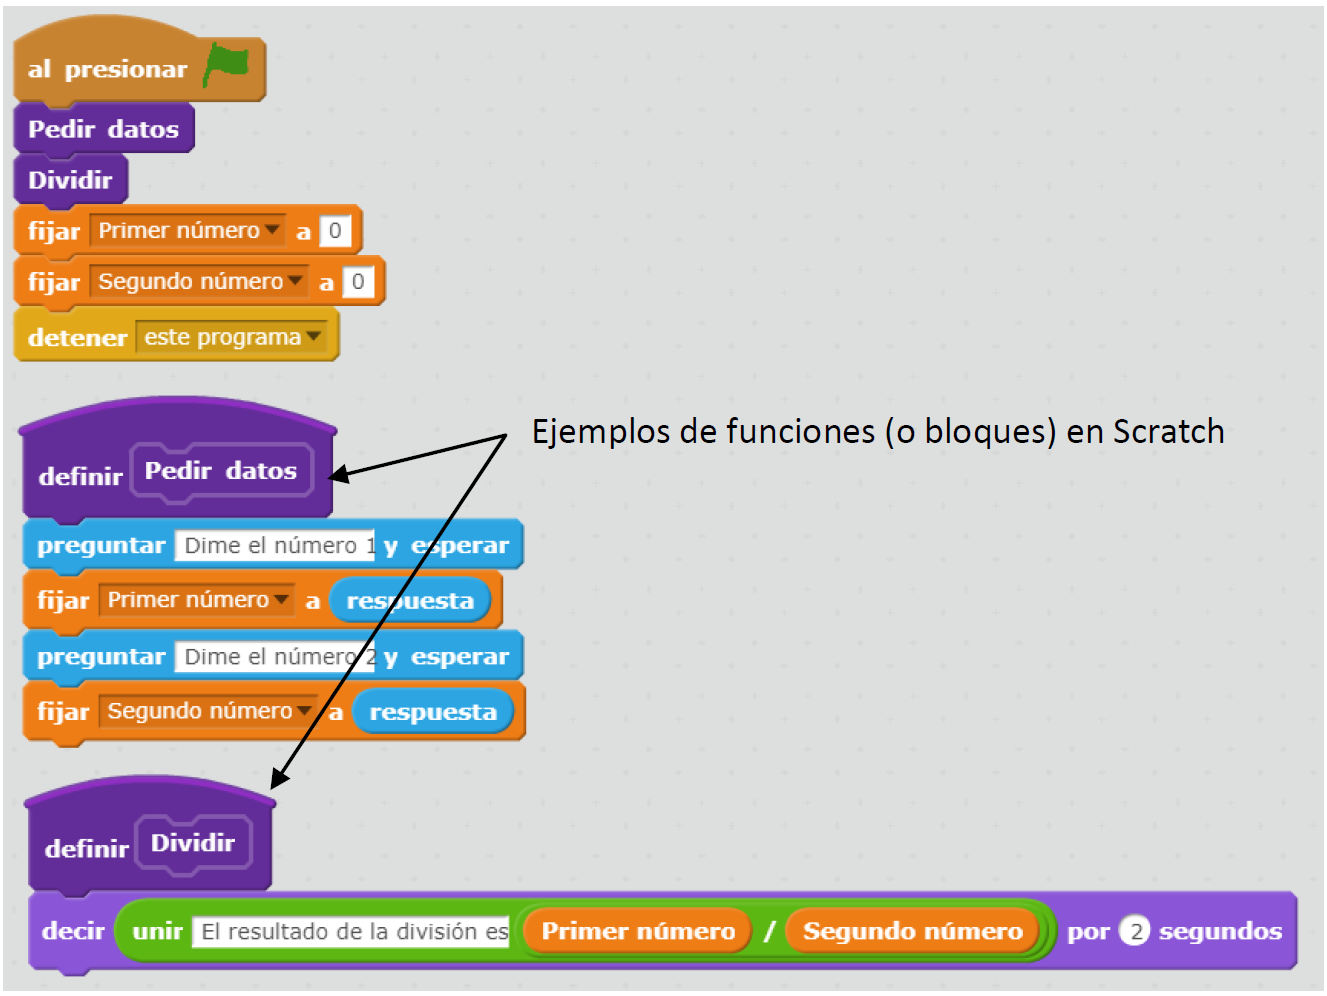 al presionar
Pedir datos
Dividir
fijar Primer número a 0
fijar Segundo número a 0
detener este programa
Ejemplos de funciones (o bloques) en Scratch
definir Pedir datos
preguntar Dime el número 1 y esperar
fijar Primer número a respuesta
preguntar Dime el número 2 y esperar
fijar Segundo número a respuesta
definir Dividir
decir unir El resultado de la división es Primer número / Segundo número por 2 segundos